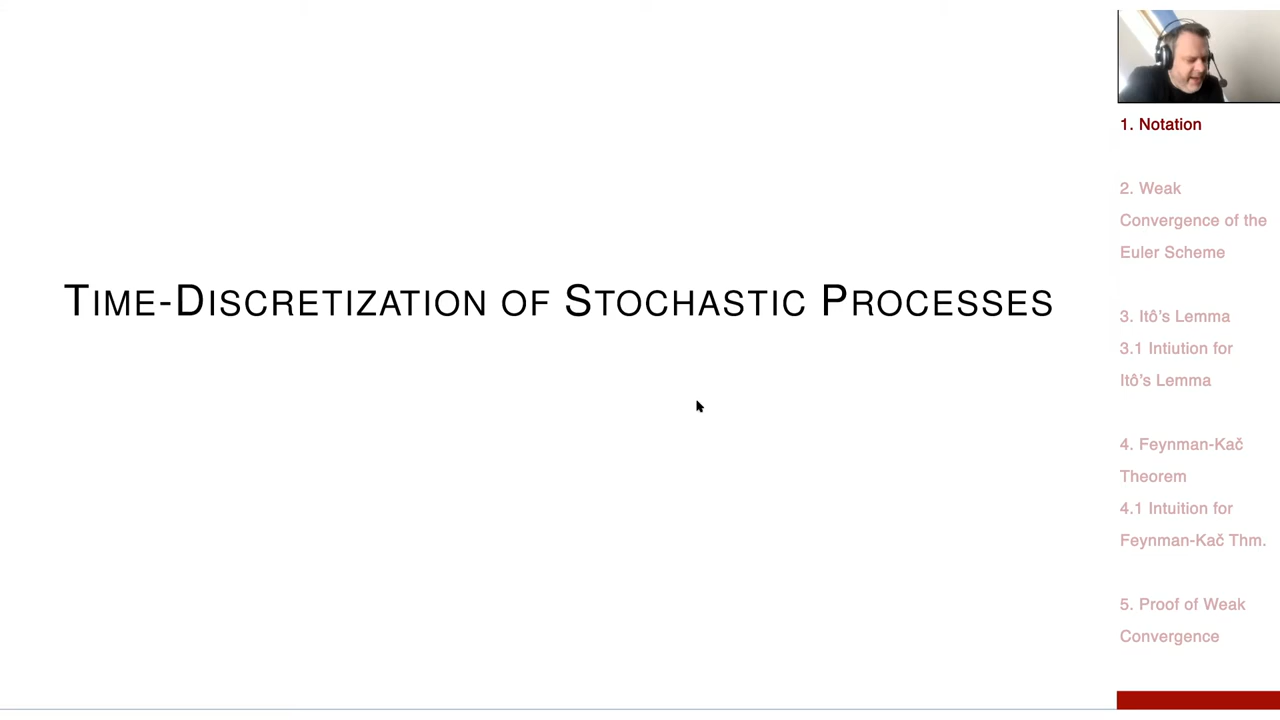 TIME-DISCRETIZATION OF STOCHASTIC PROCESSES
1. Notation
2. Weak
Convergence of the
Euler Scheme
3. Itô's Lemma
3.1 Intiution for
Itô's Lemma
4. Feynman-Kač
Theorem
4.1 Intuition for
Feynman-Kač Thm.
5. Proof of Weak
Convergence